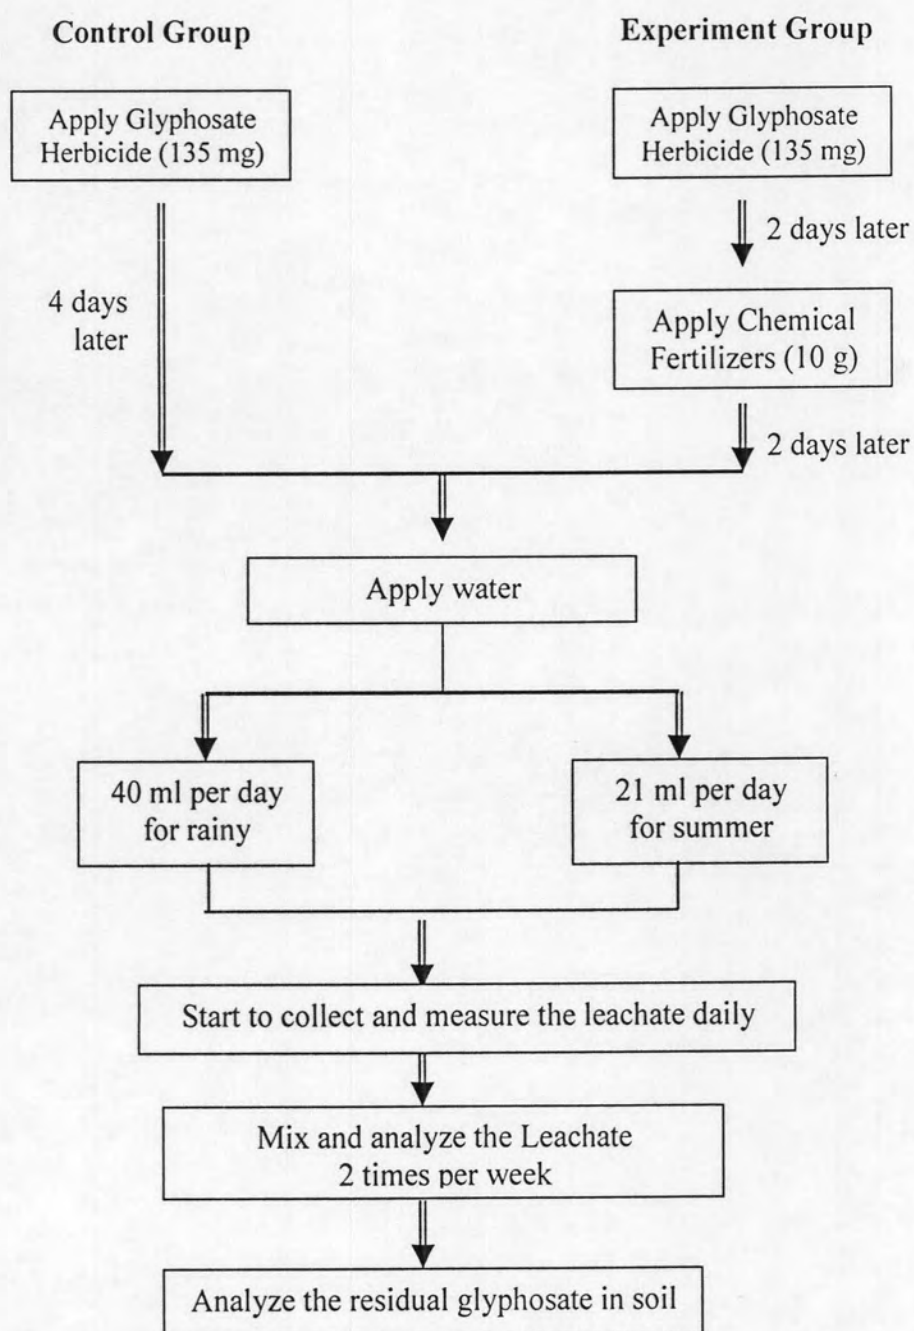 Control Group
Experiment Group
Apply Glyphosate
Herbicide (135 mg)
Apply Glyphosate
Herbicide (135 mg)
2 days later
4 days
later
Apply Chemical
Fertilizers (10 g)
2 days later
Apply water
40 ml per day
for rainy
21 ml per day
for summer
Start to collect and measure the leachate daily
Mix and analyze the Leachate
2 times per week
Analyze the residual glyphosate in soil